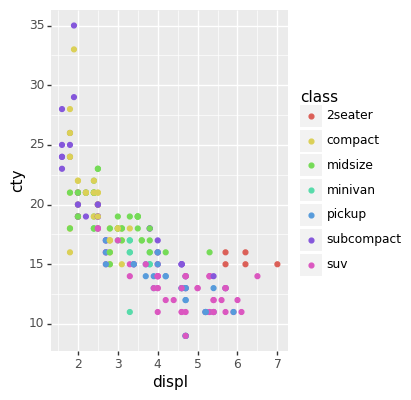 35
30
25
20
15
10
cty
2
3
4
5
6
7
displ
class
2seater
compact
midsize
minivan
pickup
subcompact
suv